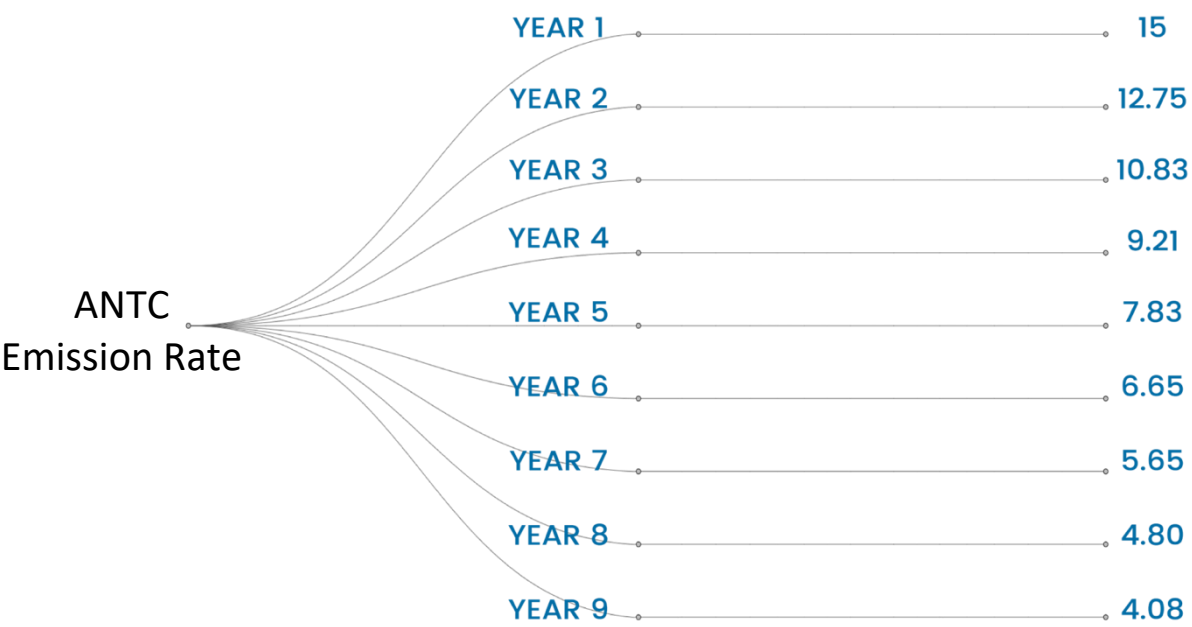 YEAR 1 15
YEAR 2 12.75
YEAR 3 10.83
YEAR 4 9.21
ANTC
Emission Rate
YEAR 5 7.83
YEAR 6 6.65
YEAR 7 5.65
YEAR 8 4.80
YEAR 9 4.08